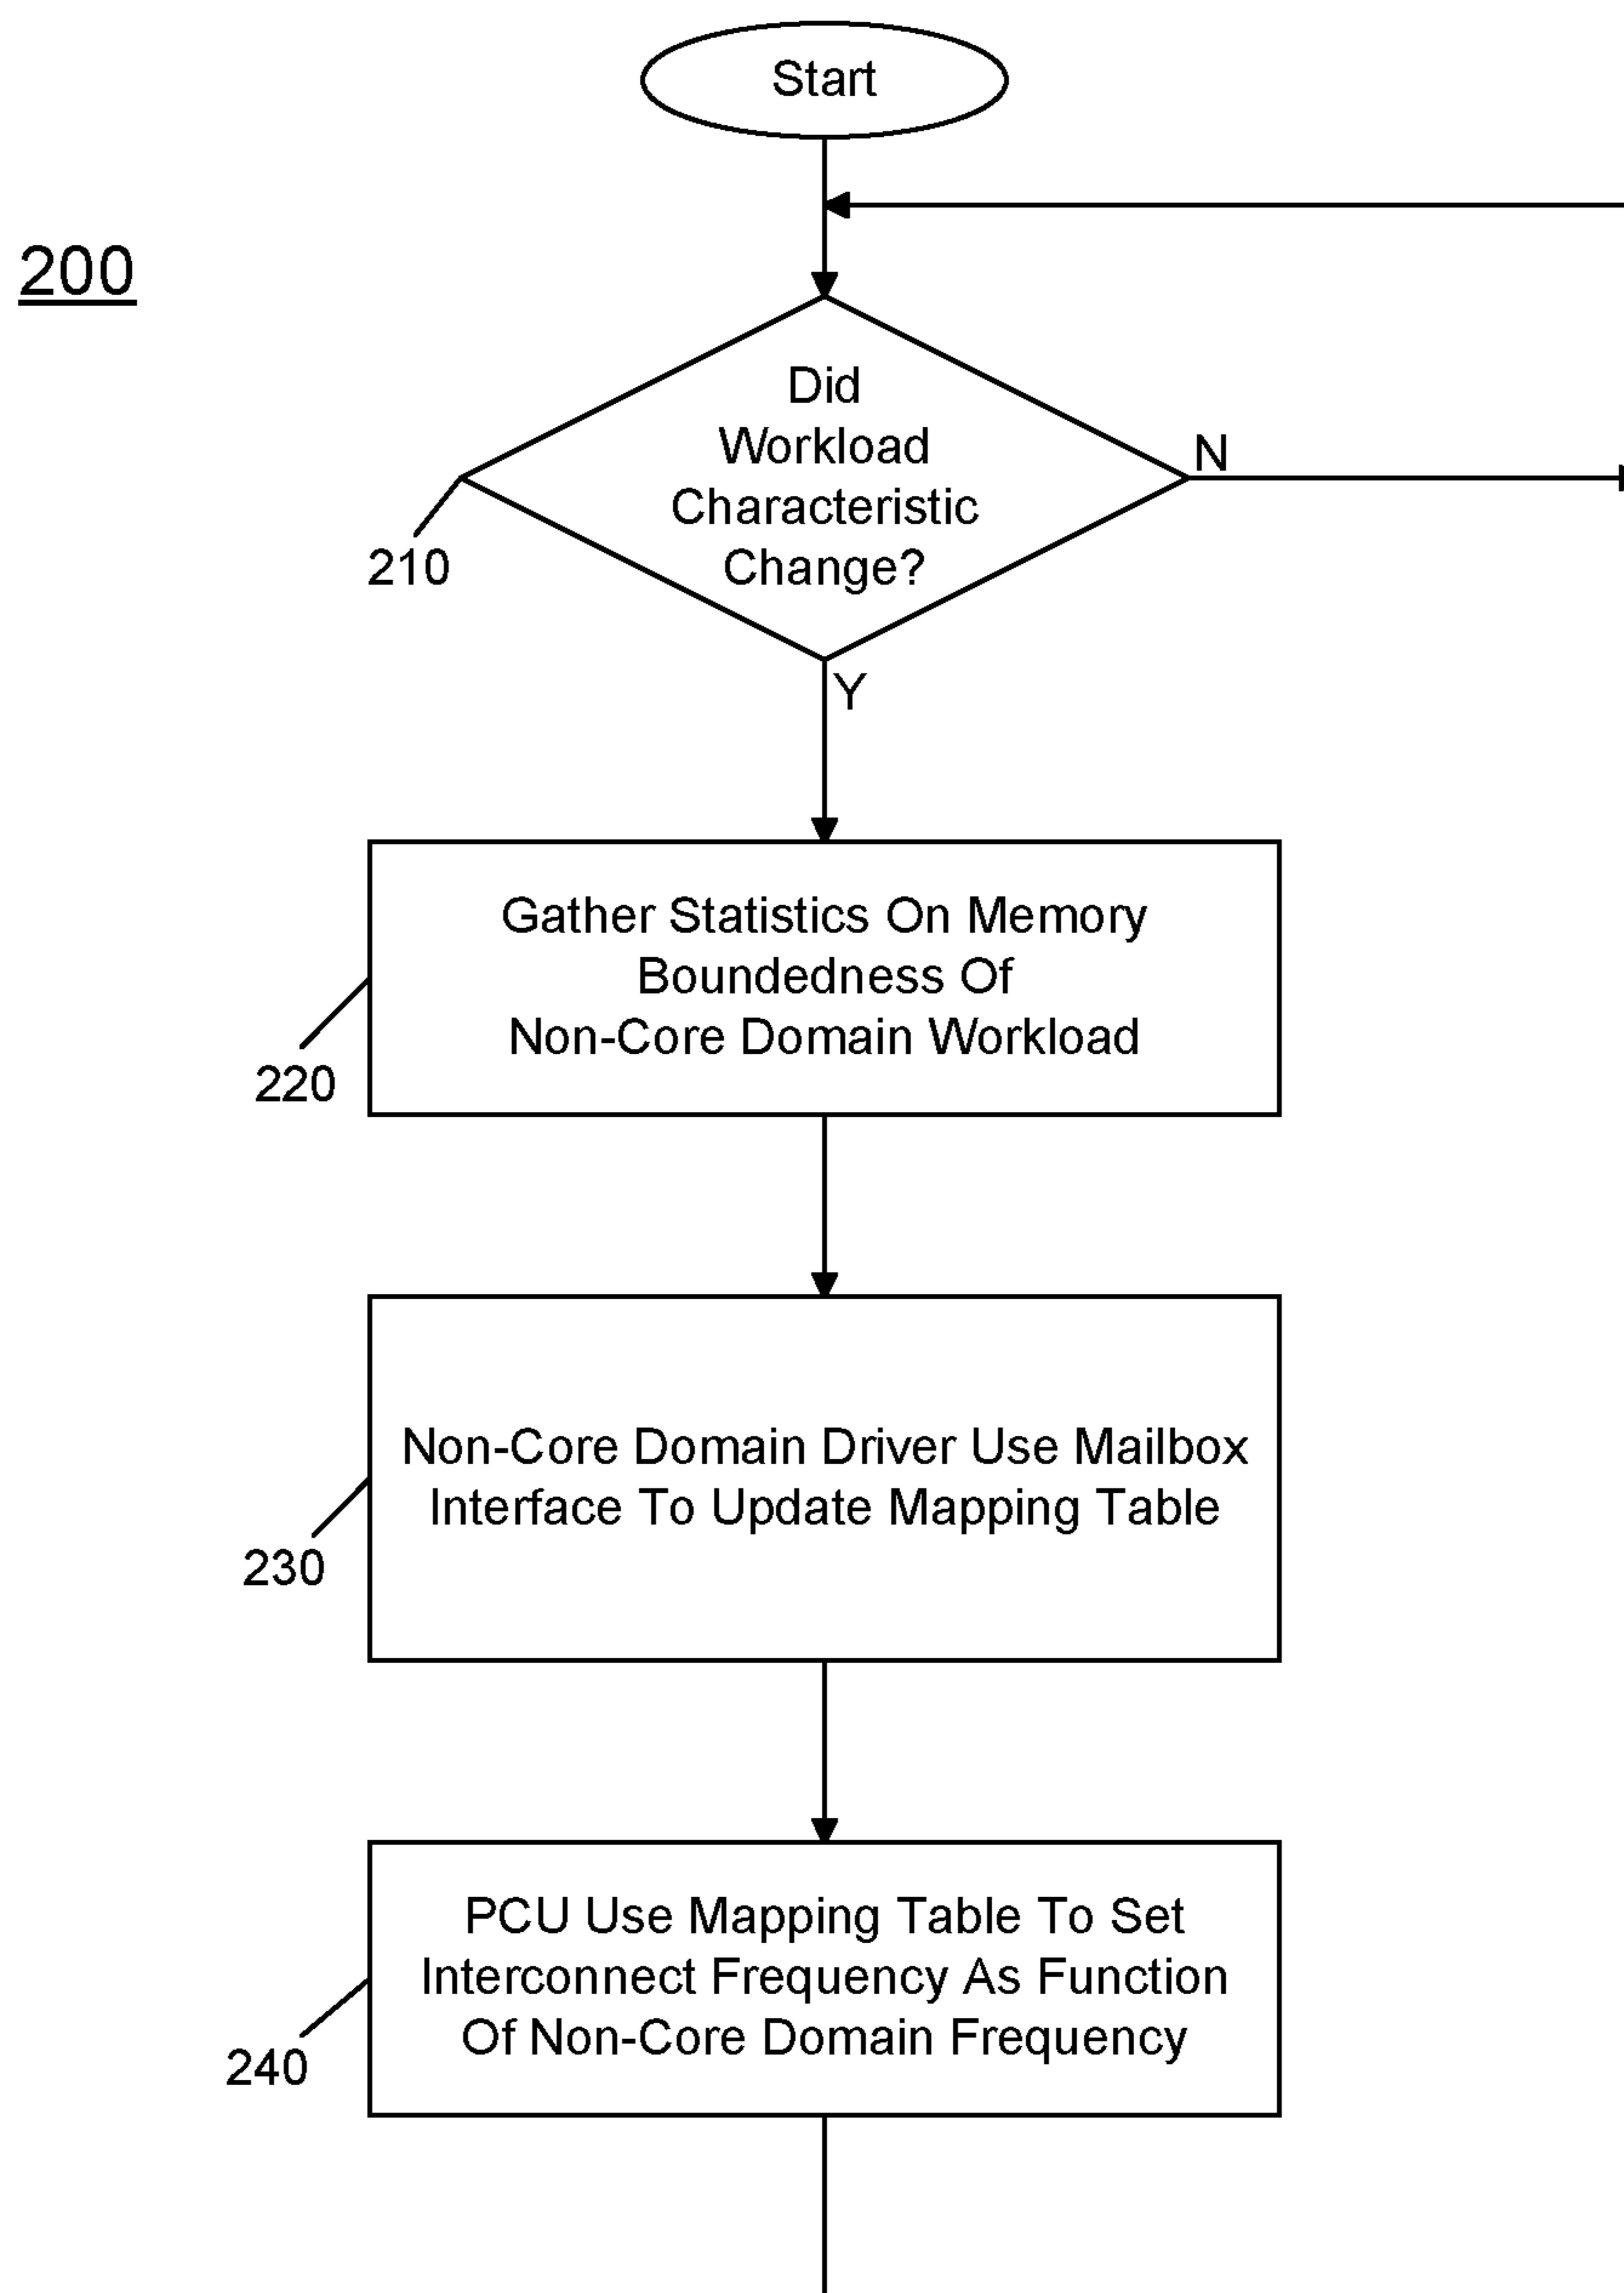 Start
200
Did
Workload
Characteristic
Change?
N
210
Y
Gather Statistics On Memory
Boundedness Of
Non-Core Domain Workload
220
Non-Core Domain Driver Use Mailbox
Interface To Update Mapping Table
230
PCU Use Mapping Table To Set
Interconnect Frequency As Function
Of Non-Core Domain Frequency
240